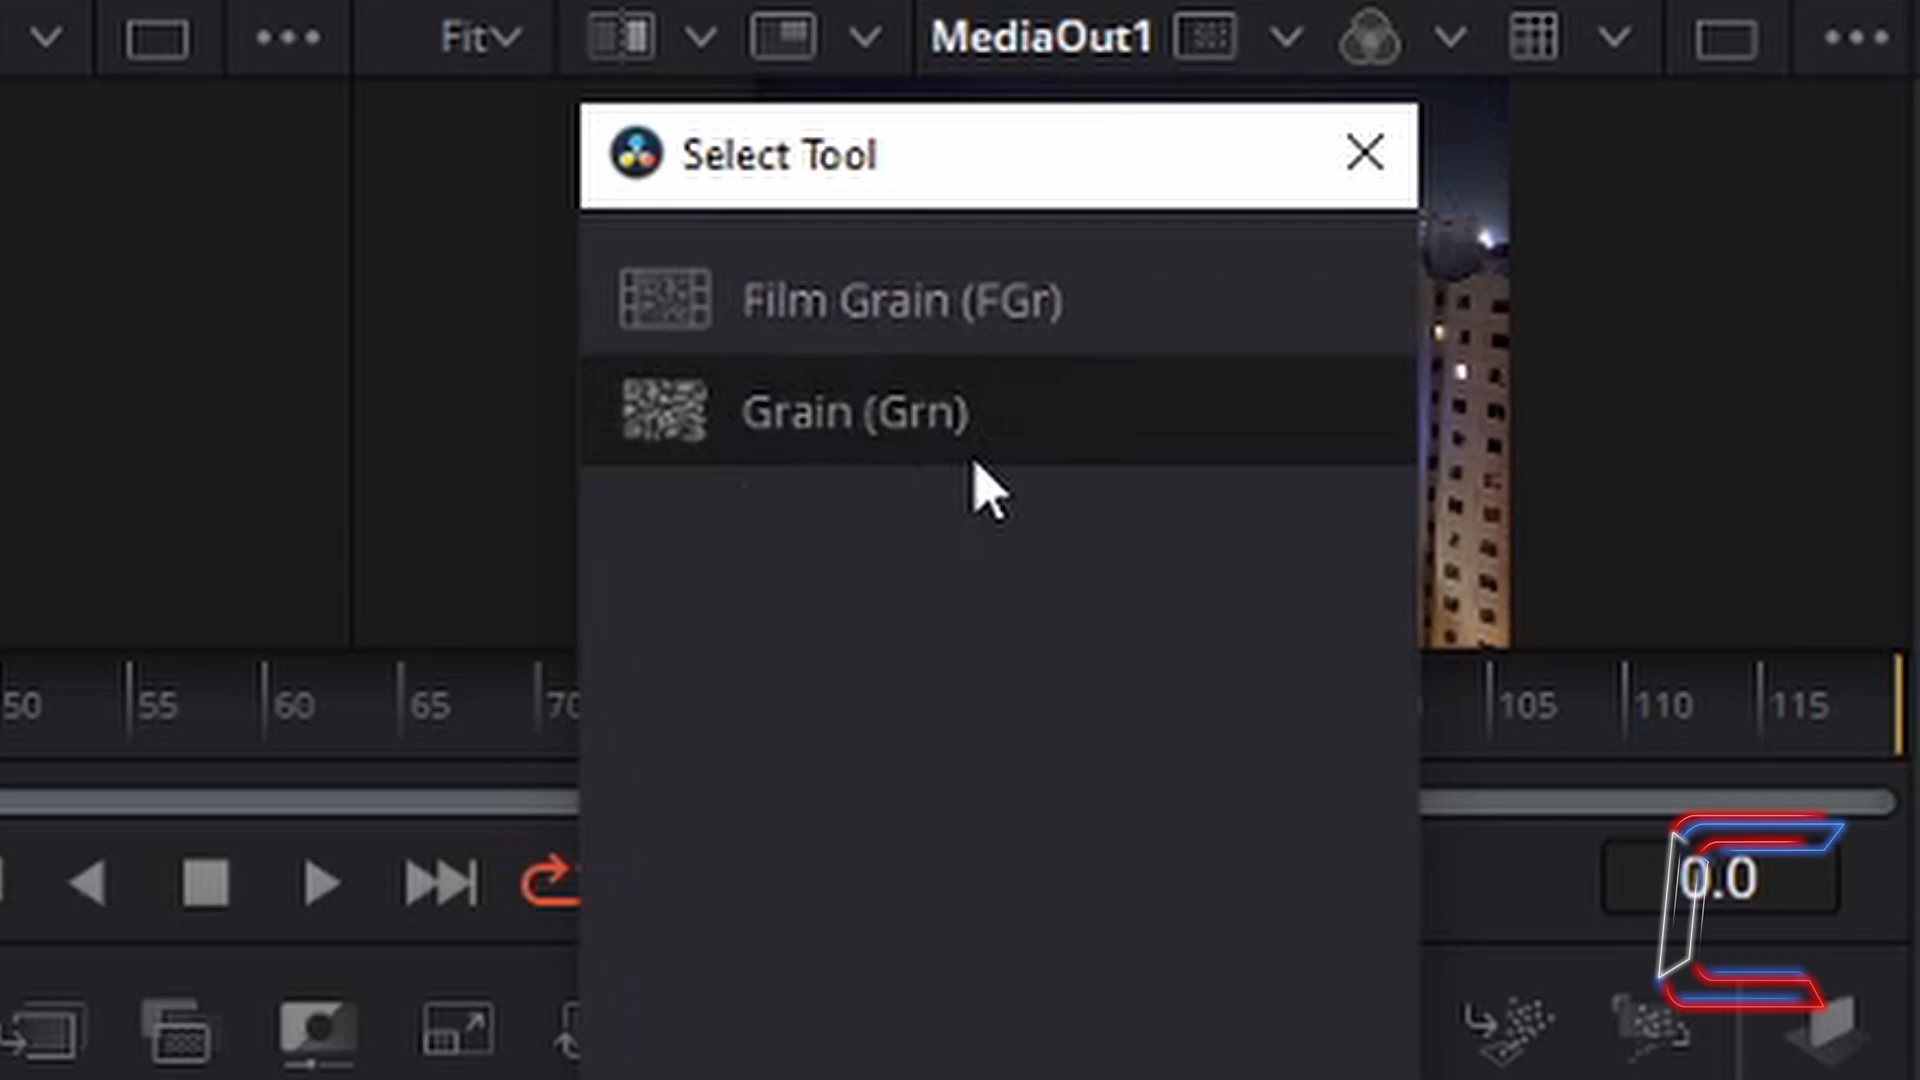 Fit
MediaOut1
Select Tool
Film Grain (FGr)
Grain (Grn)
50 55 60 65 70 105 110 115
0.0